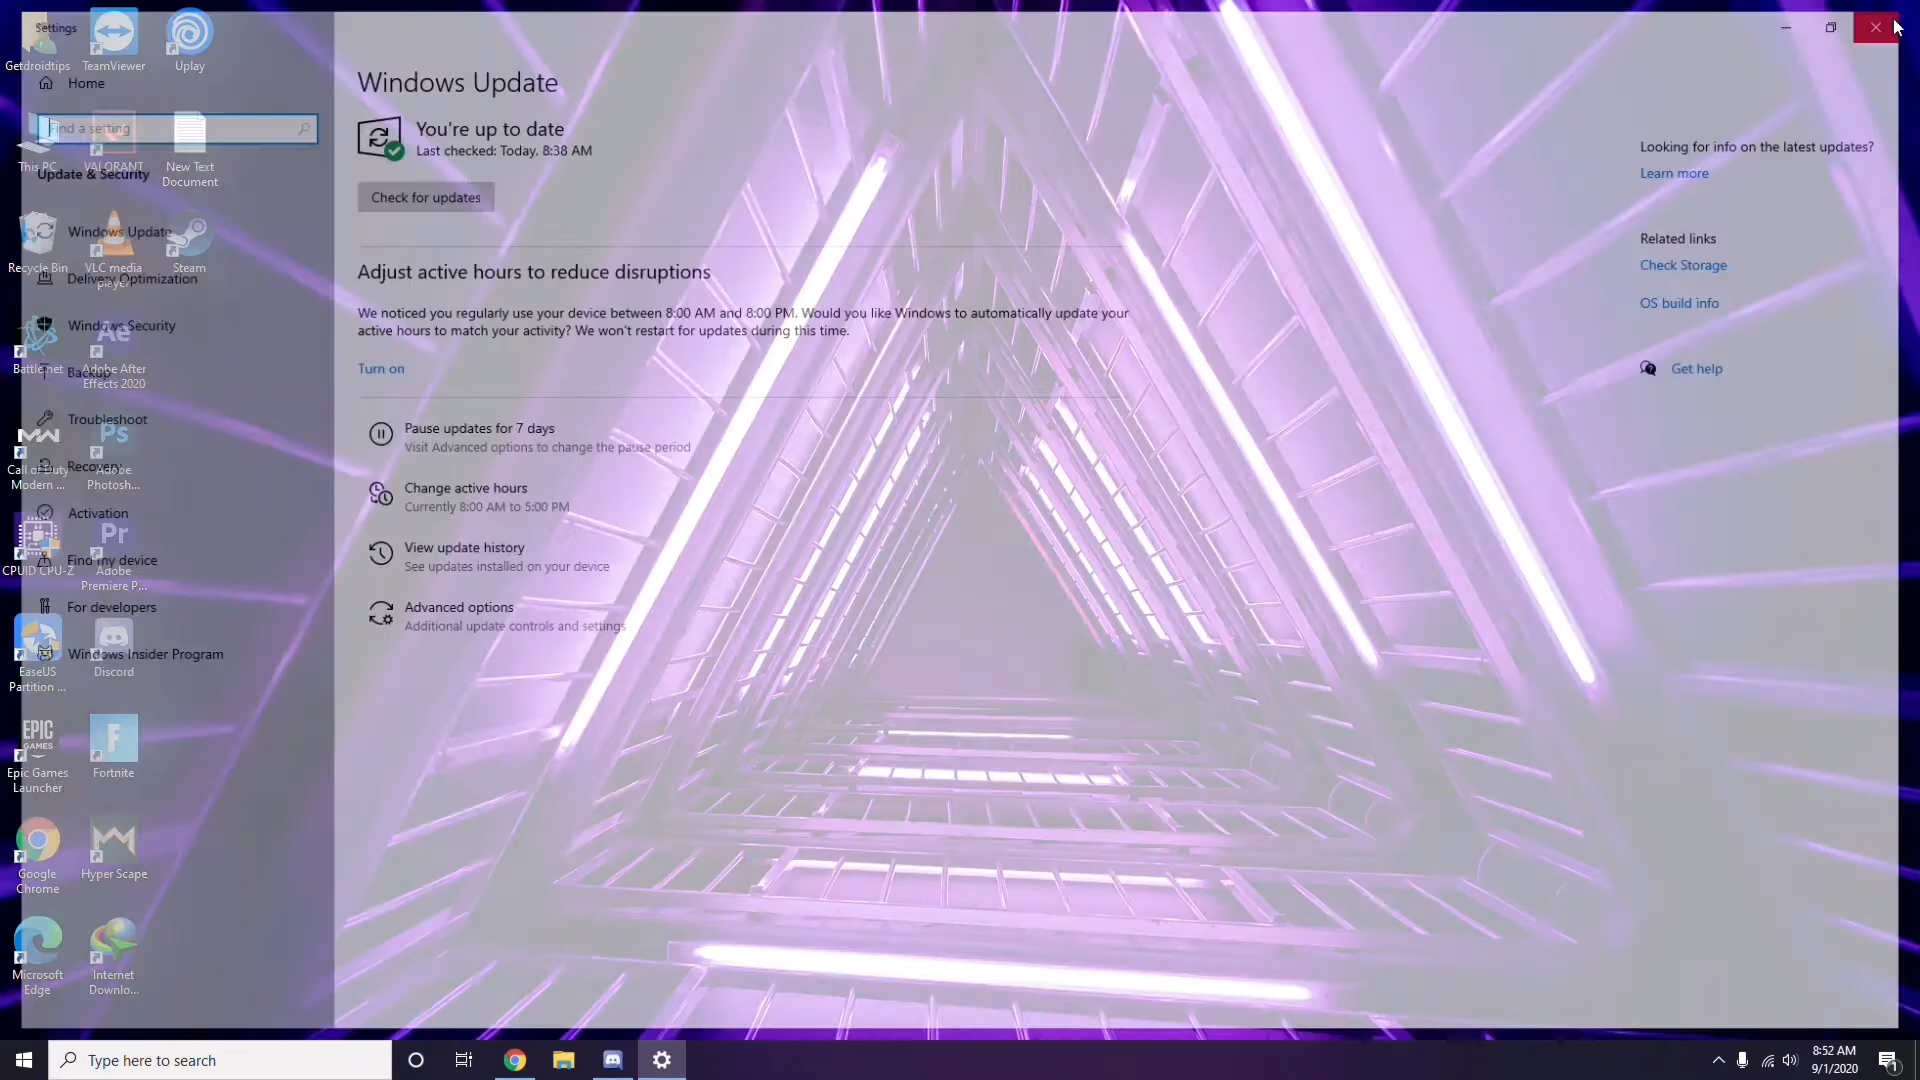 Settings
Home
Find a setting
Update & Security
Windows Update
Delivery Optimization
Windows Security
Backup
Troubleshoot
Recovery
Activation
Find my device
For developers
Windows Insider Program
Windows Update
You're up to date
Last checked: Today, 8:38 AM
Check for updates
Adjust active hours to reduce disruptions
We noticed you regularly use your device between 8:00 AM and 8:00 PM. Would you like Windows to automatically update your
active hours to match your activity? We won't restart for updates during this time.
Turn on
Pause updates for 7 days
Visit Advanced options to change the pause period
Change active hours
Currently 8:00 AM to 5:00 PM
View update history
See updates installed on your device
Advanced options
Additional update controls and settings
Looking for info on the latest updates?
Learn more
Related links
Check Storage
OS build info
Get help
Getdroidtips
TeamViewer
Uplay
This PC
VALORANT
New Text
Document
Recycle Bin
VLC media
player
Steam
Battle.net
Ae
Adobe After
Effects 2020
MW
Call of Duty
Modern ...
Ps
Adobe
Photosh...
CPUID CPU-Z
Pr
Adobe
Premiere P...
EaseUS
Partition ...
Discord
EPIC
GAMES
Epic Games
Launcher
F
Fortnite
Google
Chrome
Hyper Scape
Microsoft
Edge
Internet
Downlo...
Type here to search
8:52 AM
9/1/2020
1